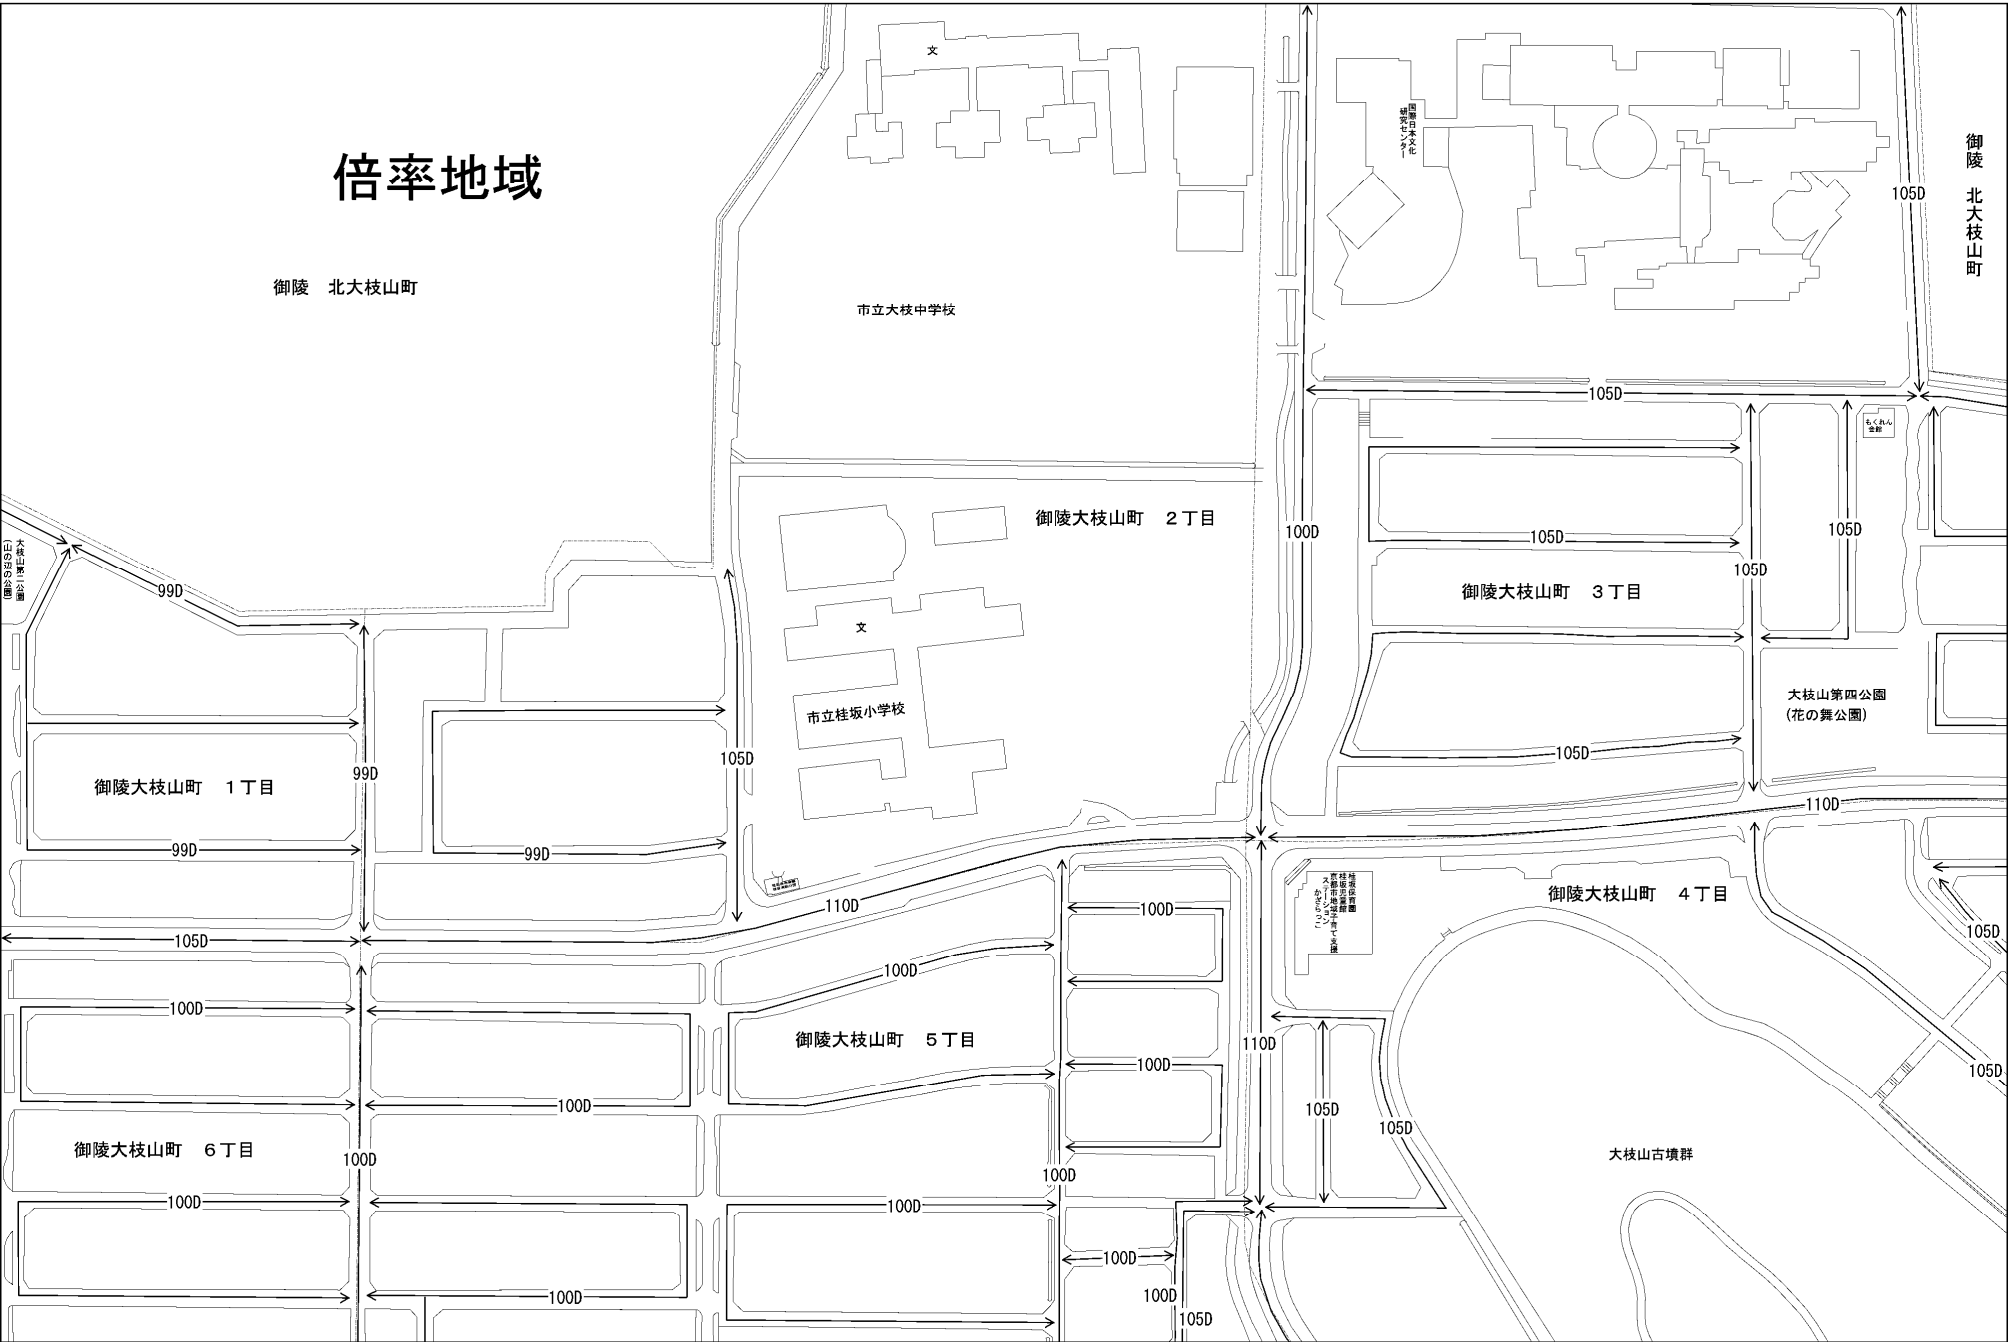 文
国際日本文化
研究センター
倍率地域
御陵　北大枝山町
105D
御陵　北大枝山町
市立大枝中学校
105D
もくれん
会館
御陵大枝山町　２丁目
100D
105D
105D
105D
大枝山第二公園
(山の辺の公園)
99D
御陵大枝山町　３丁目
文
大枝山第四公園
(花の舞公園)
市立桂坂小学校
105D
105D
99D
御陵大枝山町　１丁目
110D
99D
99D
桂坂保育園
桂坂児童館
京都市地域子育て支援
ステーション
かざらっこ
御陵大枝山町　４丁目
110D
100D
105D
105D
100D
100D
御陵大枝山町　５丁目
110D
100D
105D
100D
105D
105D
御陵大枝山町　６丁目
100D
大枝山古墳群
100D
100D
100D
100D
100D
100D
105D